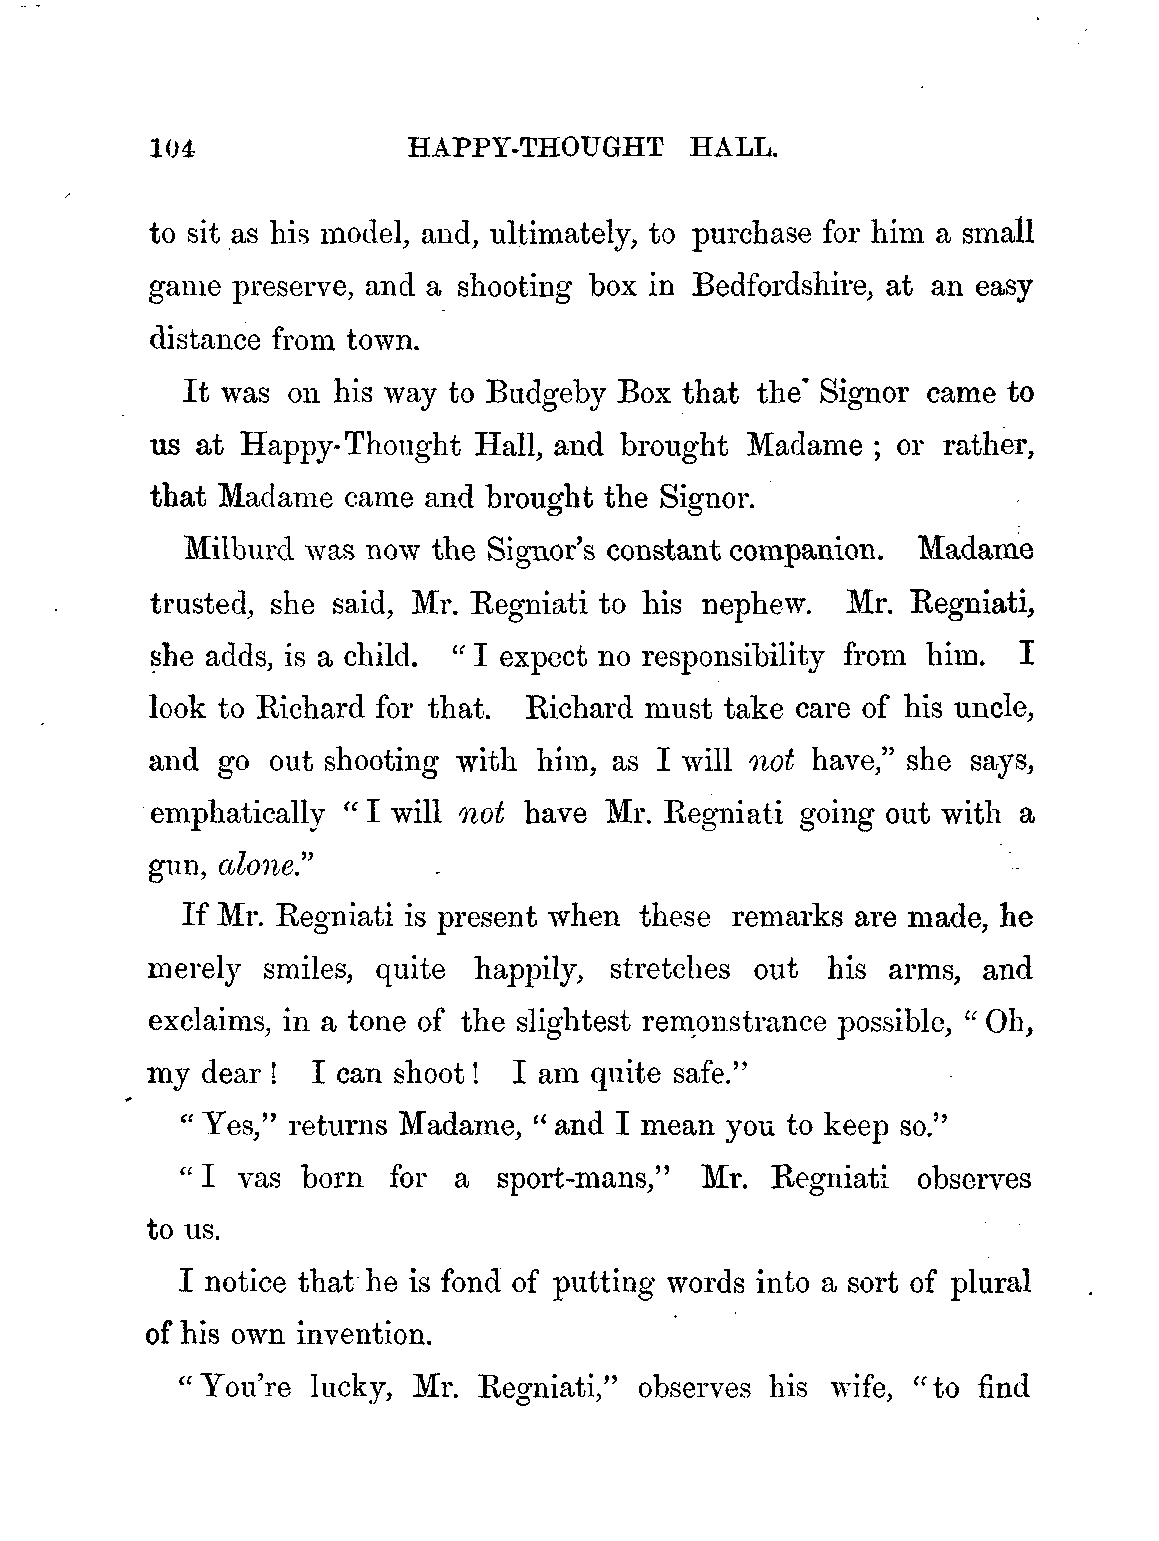 104 HAPPY-THOUGHT HALL.
to sit as his model, and, ultimately, to purchase for him a small
game preserve, and a shooting box in Bedfordshire, at an easy
distance from town.
It was on his way to Budgeby Box that the Signor came to
us at Happy-Thought Hall, and brought Madame ; or rather,
that Madame came and brought the Signor.
Milburd was now the Signor's constant companion. Madame
trusted, she said, Mr. Regniati to his nephew. Mr. Regniati,
she adds, is a child. “ I expect no responsibility from him. I
look to Richard for that. Richard must take care of his uncle,
and go out shooting with him, as I will not have,” she says,
emphatically “ I will not have Mr. Regniati going out with a
gun, alone.”
If Mr. Regniati is present when these remarks are made, he
merely smiles, quite happily, stretches out his arms, and
exclaims, in a tone of the slightest remonstrance possible, “ Oh,
my dear ! I can shoot ! I am quite safe.”
“ Yes,” returns Madame, “ and I mean you to keep so.”
“ I vas born for a sport-mans,” Mr. Regniati observes
to us.
I notice that he is fond of putting words into a sort of plural
of his own invention.
“ You're lucky, Mr. Regniati,” observes his wife, “ to find